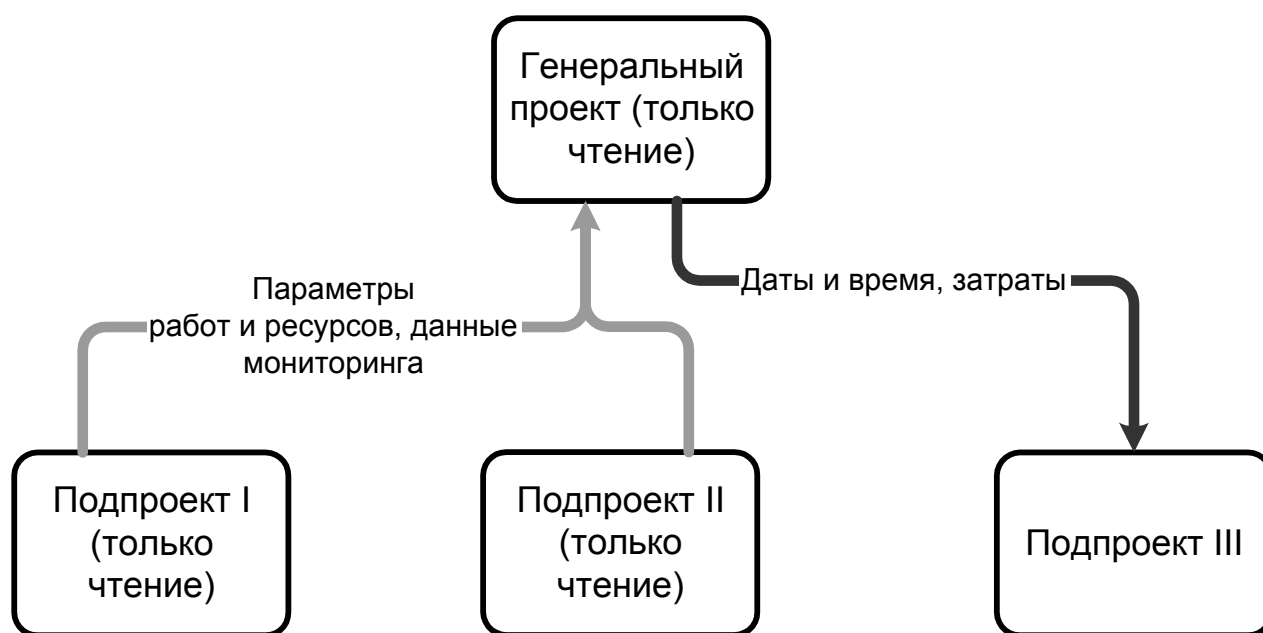 Генеральный
проект (только
чтение)
Даты и время, затраты
Параметры
работ и ресурсов, данные
мониторинга
Подпроект I
(только
чтение)
Подпроект II
(только
чтение)
Подпроект III